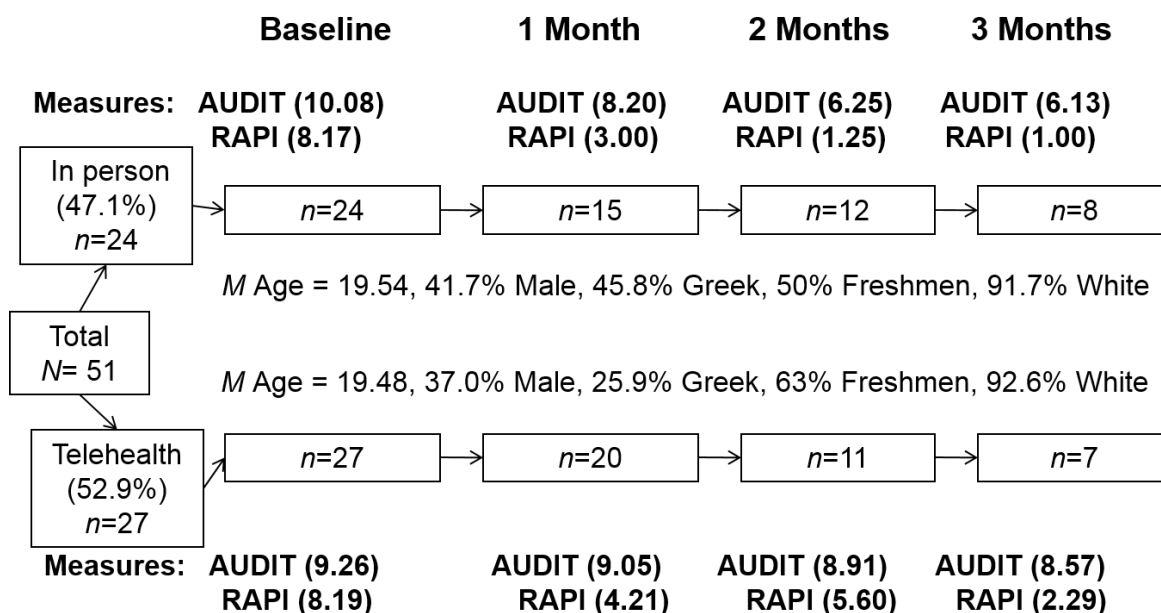 Baseline 1 Month 2 Months 3 Months
Measures: AUDIT (10.08) AUDIT (8.20) AUDIT (6.25) AUDIT (6.13)
RAPI (8.17) RAPI (3.00) RAPI (1.25) RAPI (1.00)
In person
(47.1%)
n=24
n=24 n=15 n=12 n=8
M Age = 19.54, 41.7% Male, 45.8% Greek, 50% Freshmen, 91.7% White
Total
N= 51
M Age = 19.48, 37.0% Male, 25.9% Greek, 63% Freshmen, 92.6% White
Telehealth
(52.9%)
n=27
n=27 n=20 n=11 n=7
Measures: AUDIT (9.26) AUDIT (9.05) AUDIT (8.91) AUDIT (8.57)
RAPI (8.19) RAPI (4.21) RAPI (5.60) RAPI (2.29)